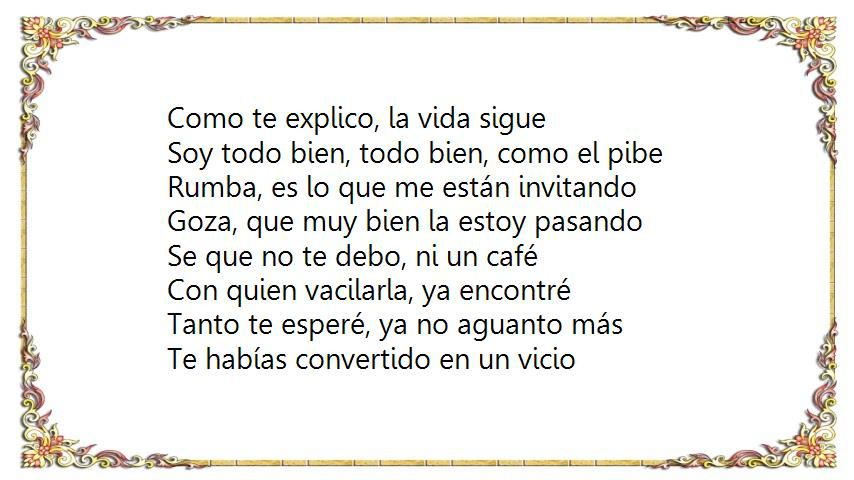 Como te explico, la vida sigue
Soy todo bien, todo bien, como el pibe
Rumba, es lo que me están invitando
Goza, que muy bien la estoy pasando
Se que no te debo, ni un café
Con quien vacilarla, ya encontré
Tanto te esperé, ya no aguanto más
Te habías convertido en un vicio